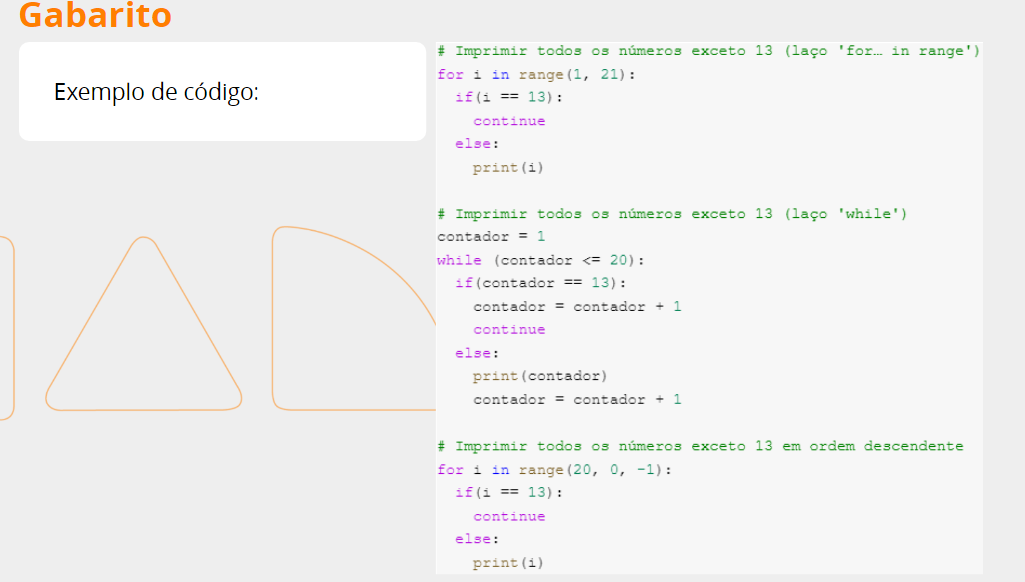 Gabarito
Exemplo de código:
# Imprimir todos os números exceto 13 (laço 'for… in range')
for i in range(1, 21):
  if(i == 13):
    continue
  else:
    print(i)

# Imprimir todos os números exceto 13 (laço 'while')
contador = 1
while (contador <= 20):
  if(contador == 13):
    contador = contador + 1
    continue
  else:
    print(contador)
    contador = contador + 1

# Imprimir todos os números exceto 13 em ordem descendente
for i in range(20, 0, -1):
  if(i == 13):
    continue
  else:
    print(i)